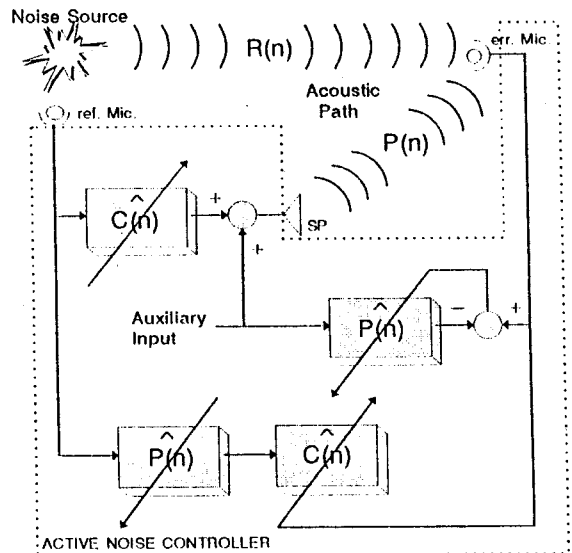 Noise Source
R(n)
err. Mic.
ref. Mic.
Acoustic
Path
P(n)
Ĉ(n)
+
SP
+
Auxiliary
Input
P̂(n)
−
+
P̂(n)
Ĉ(n)
ACTIVE NOISE CONTROLLER